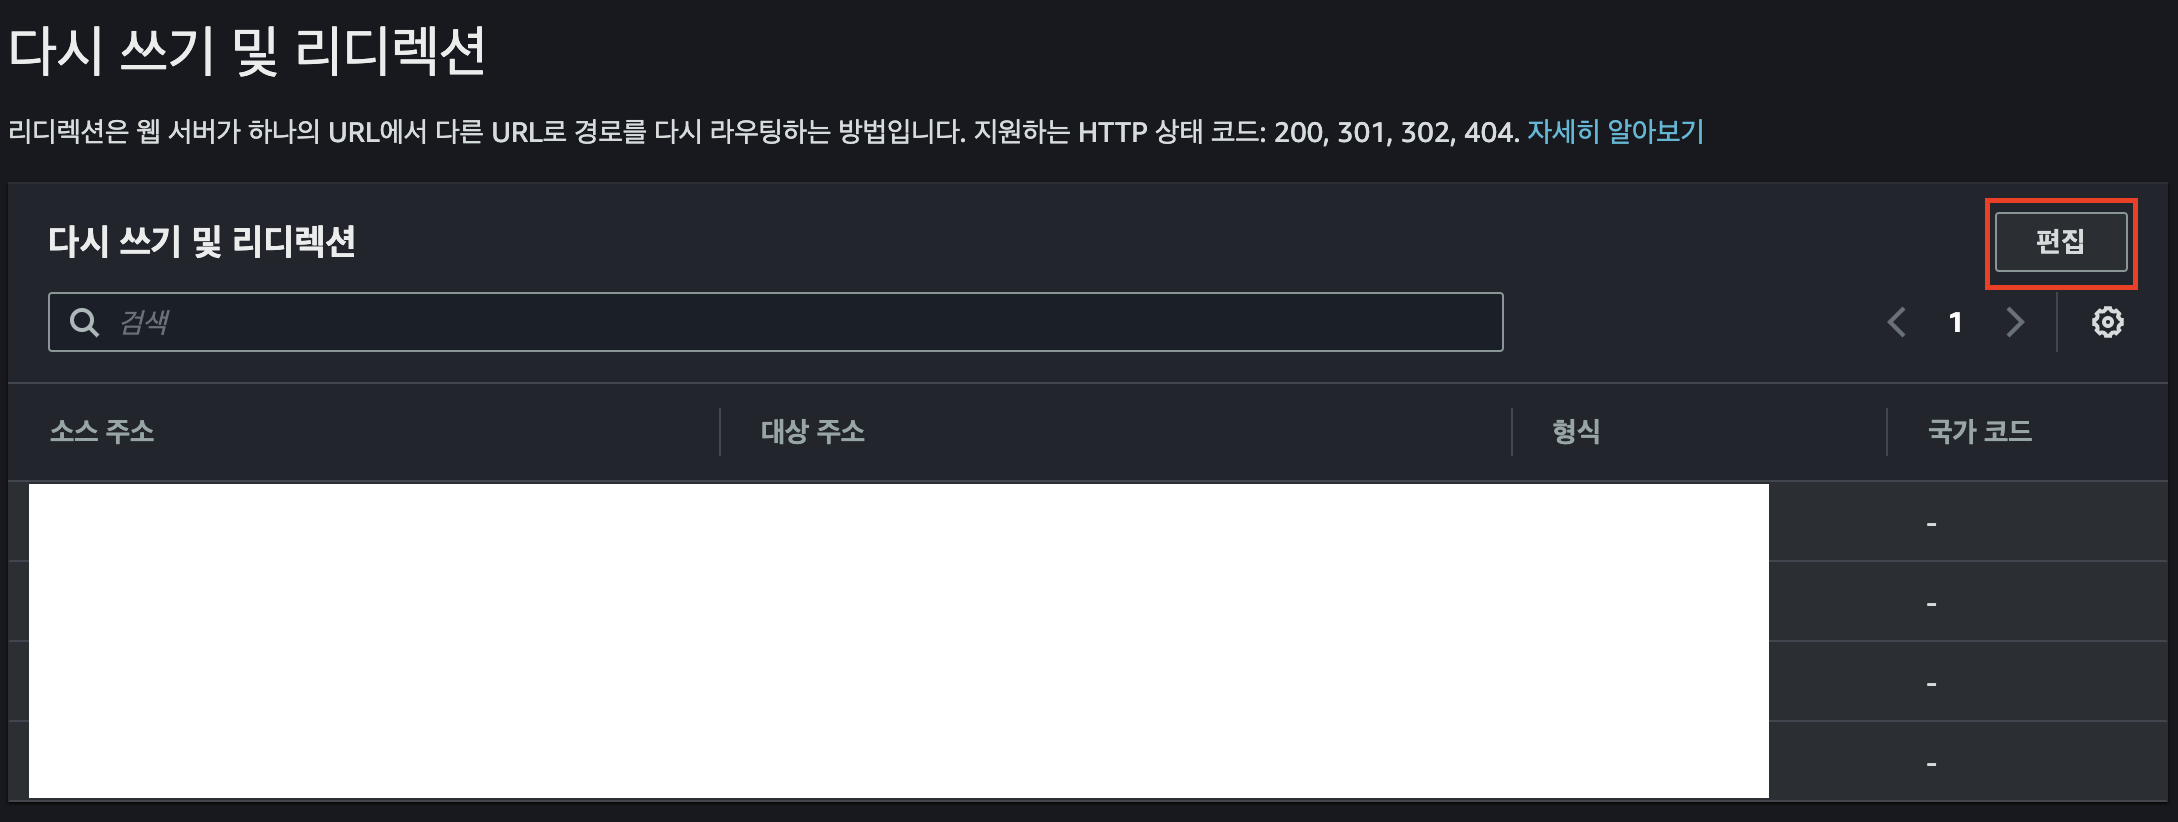 다시 쓰기 및 리디렉션
리디렉션은 웹 서버가 하나의 URL에서 다른 URL로 경로를 다시 라우팅하는 방법입니다. 지원하는 HTTP 상태 코드: 200, 301, 302, 404. 자세히 알아보기
다시 쓰기 및 리디렉션
편집
검색
1
소스 주소 대상 주소 형식 국가 코드
-
-
-
-